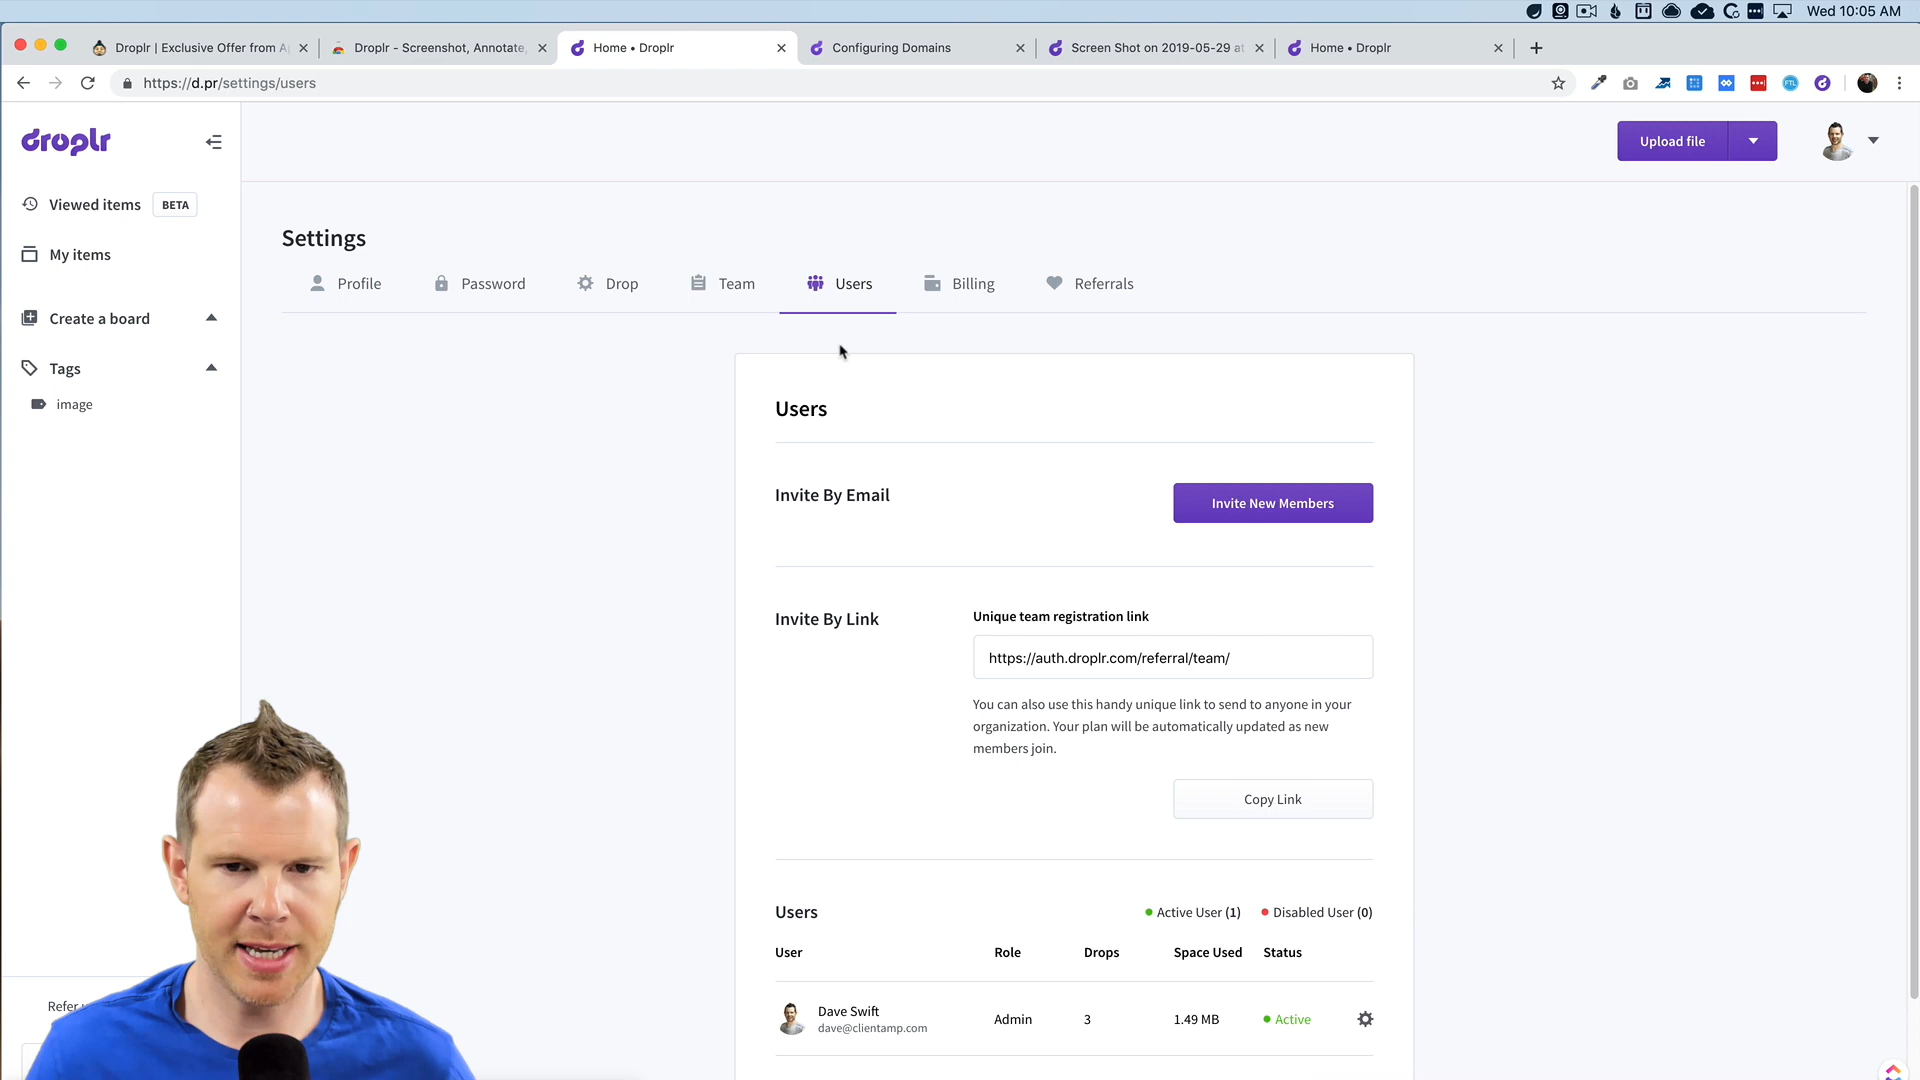 Wed 10:05 AM
Droplr | Exclusive Offer from A
Droplr - Screenshot, Annotate,
Home • Droplr
Configuring Domains
Screen Shot on 2019-05-29 at
Home • Droplr
https://d.pr/settings/users
FTL
droplr
Upload file
Viewed items BETA
My items
Create a board
Tags
image
Settings
Profile
Password
Drop
Team
Users
Billing
Referrals
Users
Invite By Email
Invite New Members
Invite By Link
Unique team registration link
https://auth.droplr.com/referral/team/
You can also use this handy unique link to send to anyone in your
organization. Your plan will be automatically updated as new
members join.
Copy Link
Users
Active User (1)
Disabled User (0)
User Role Drops Space Used Status
Dave Swift
dave@clientamp.com
Admin 3 1.49 MB Active
Refer